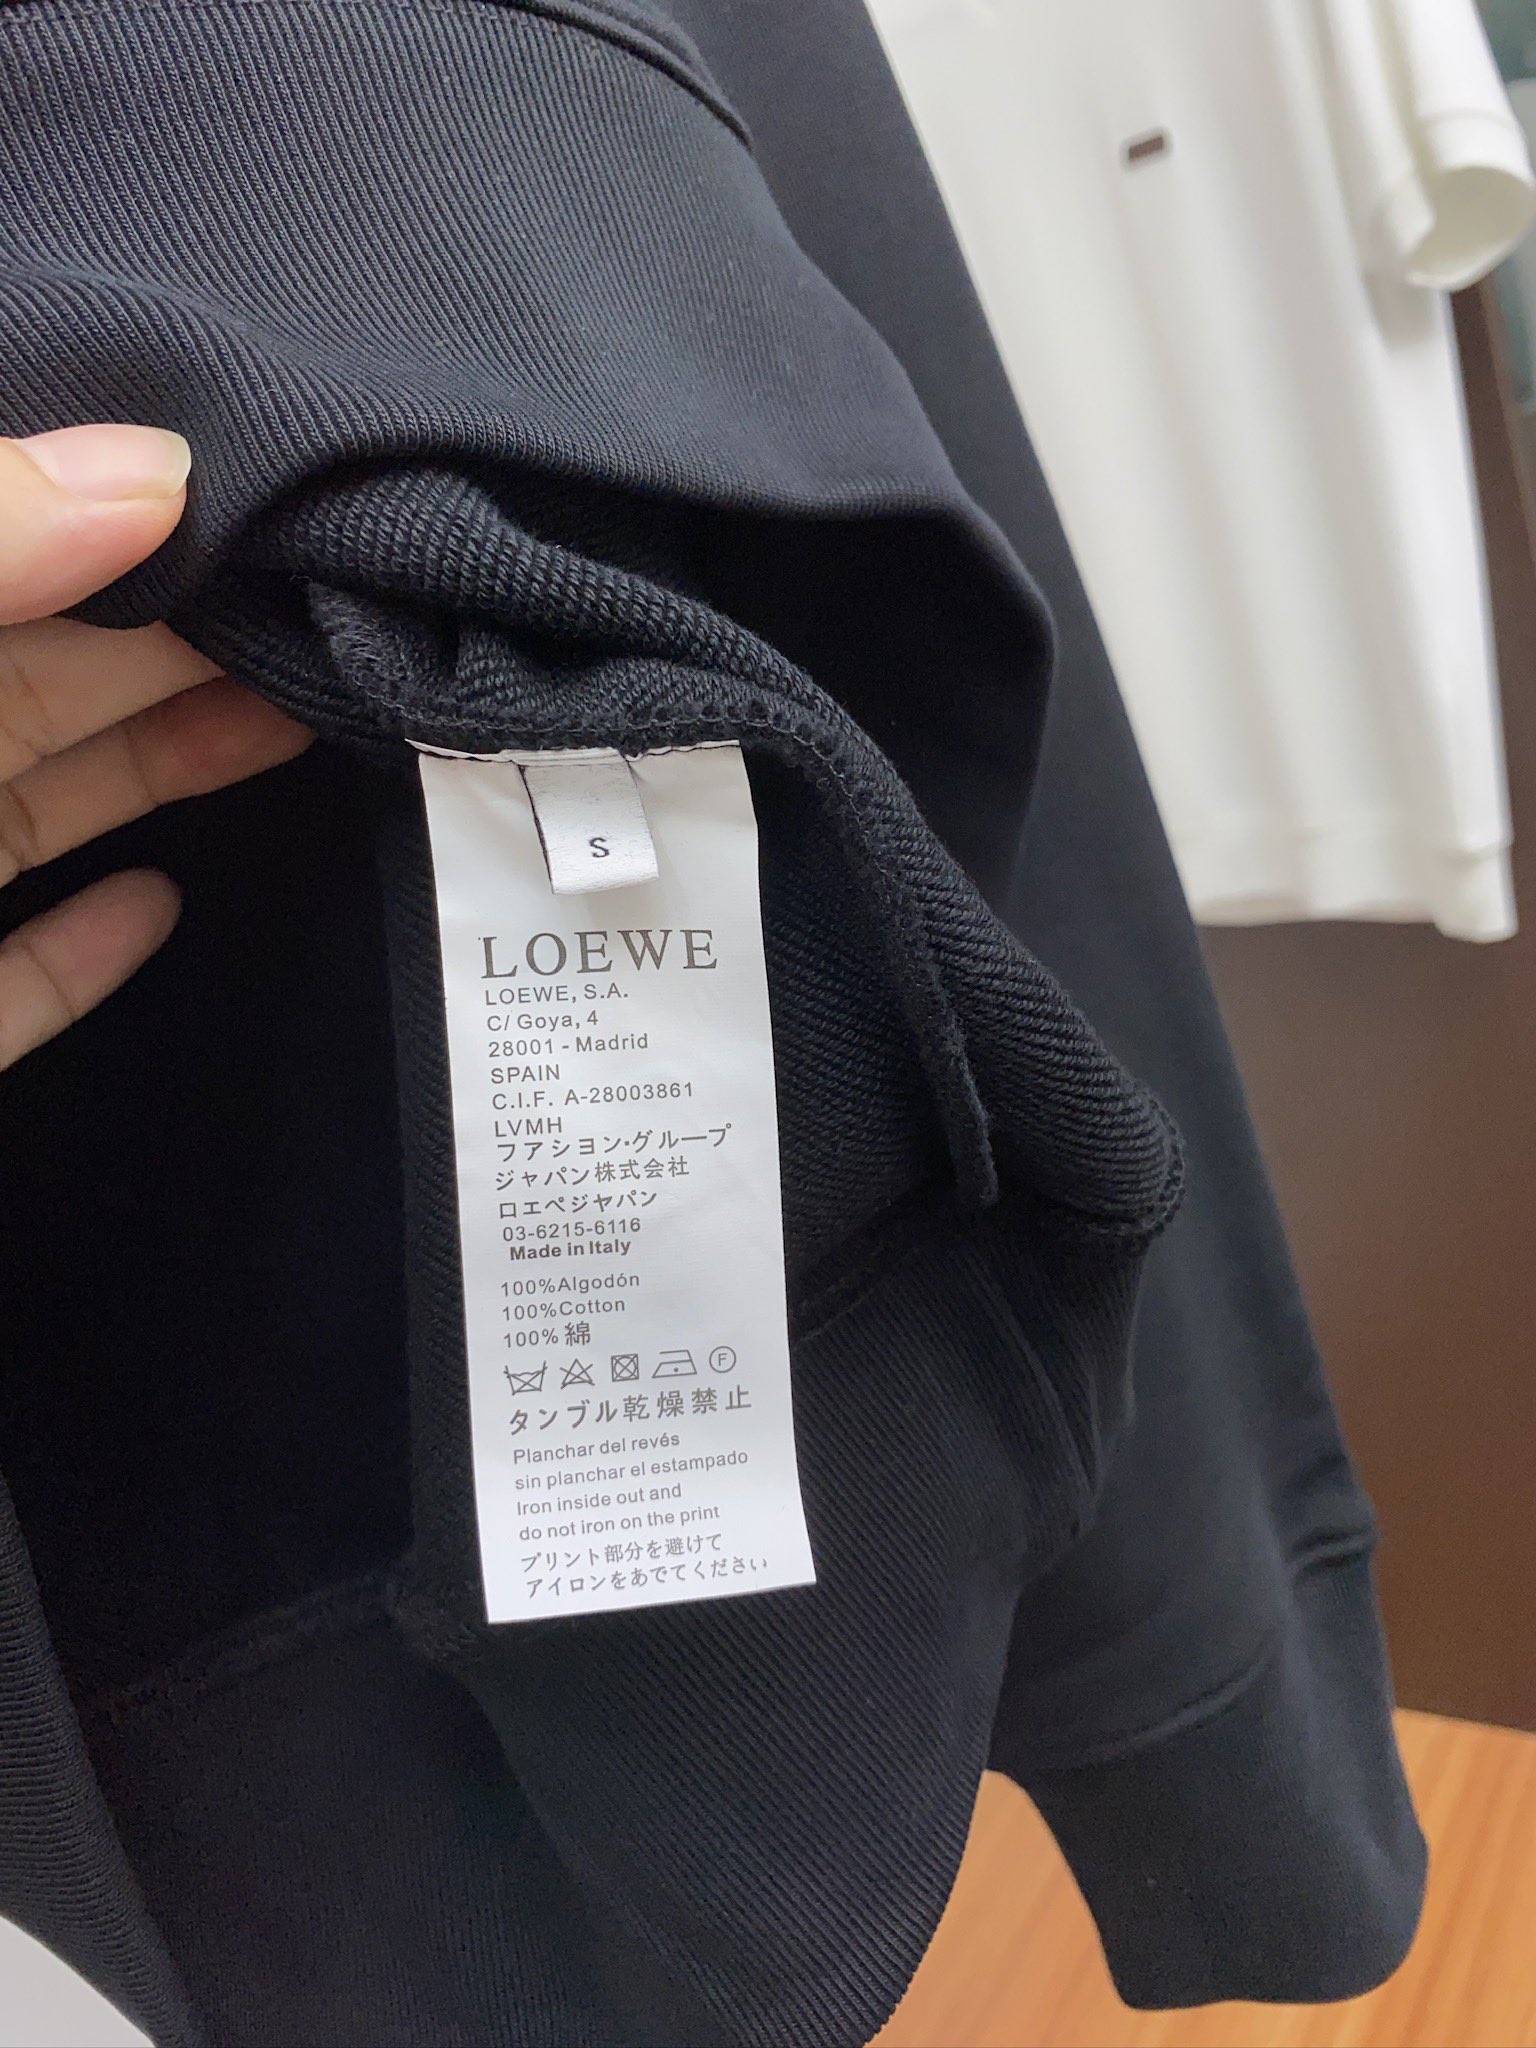 S
LOEWE
LOEWE, S.A.
C/ Goya, 4
28001 - Madrid
SPAIN
C.I.F. A-28003861
LVMH
フアシヨン·グループ
ジャパン株式会社
ロエペジヤパン
03-6215-6116
Made in Italy
100%Algodón
100%Cotton
100% 綿
F
タンブル乾燥禁止
Planchar del revés
sin planchar el estampado
Iron inside out and
do not iron on the print
プリント部分を避けて
アイロンをあでてください